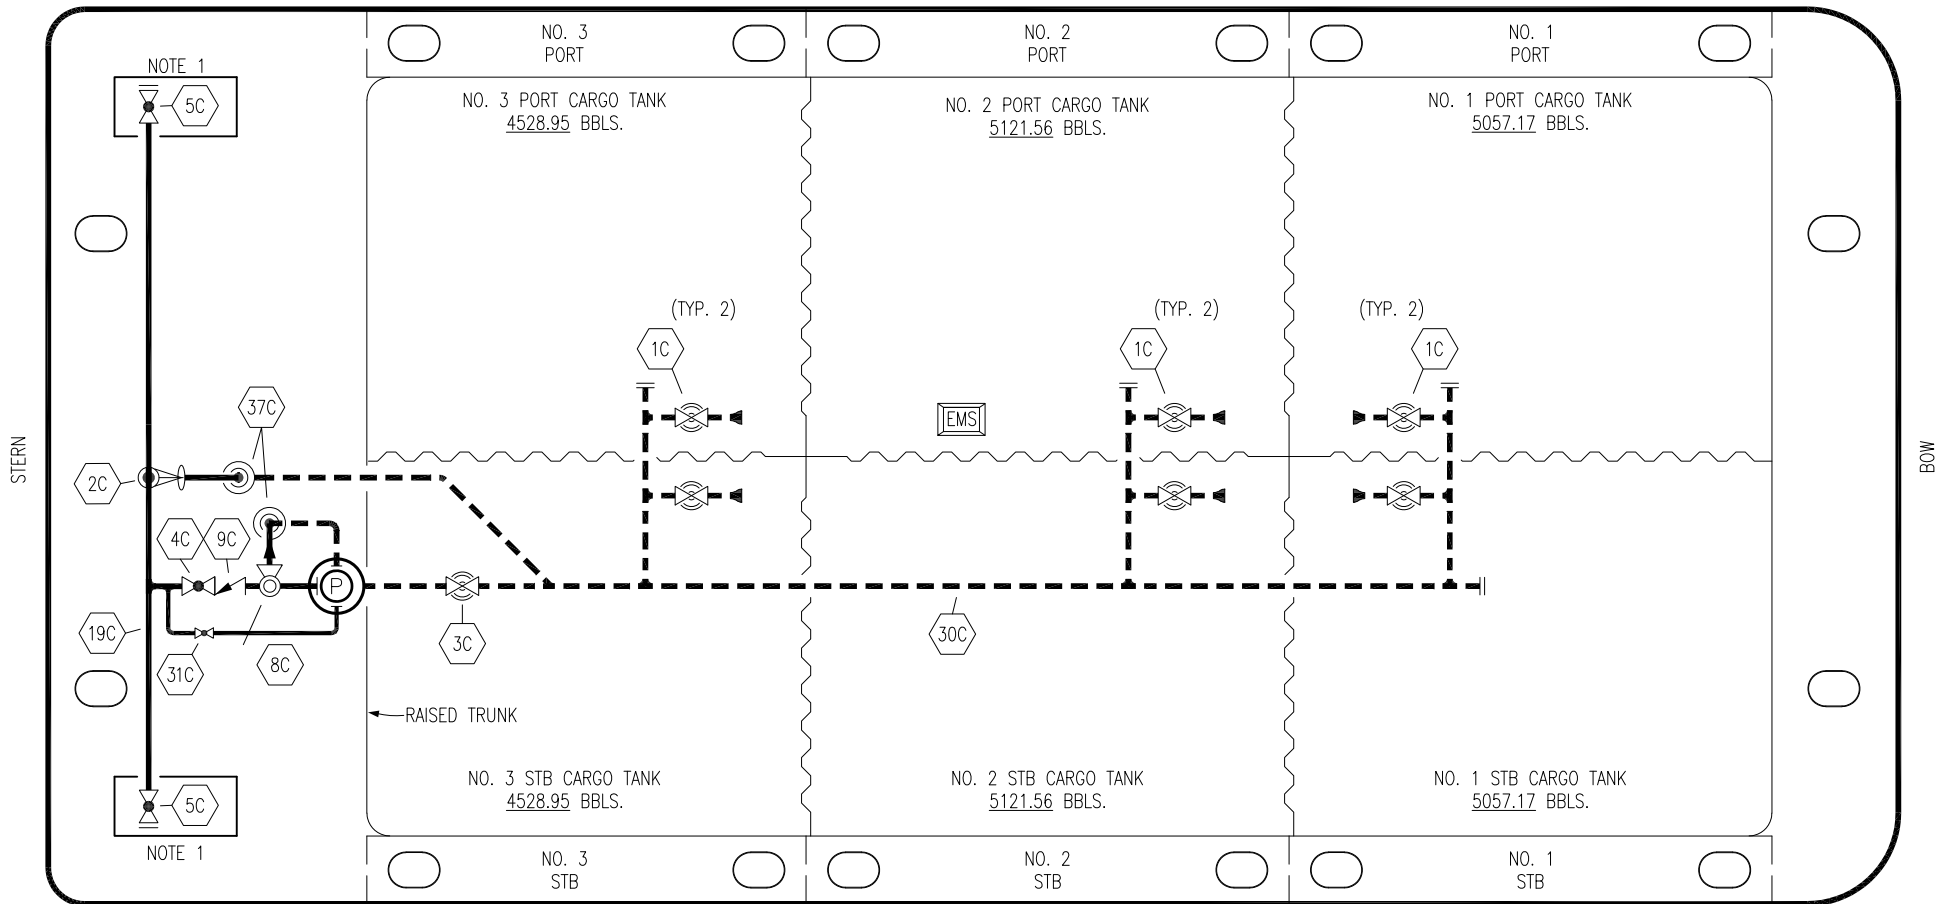 NO. 3
PORT
NO. 2
PORT
NO. 1
PORT
NOTE 1
5C
NO. 3 PORT CARGO TANK
4528.95 BBLS.
NO. 2 PORT CARGO TANK
5121.56 BBLS.
NO. 1 PORT CARGO TANK
5057.17 BBLS.
(TYP. 2)
(TYP. 2)
(TYP. 2)
1C
1C
1C
37C
EMS
STERN
BOW
2C
4C
9C
P
19C
31C
8C
3C
30C
RAISED TRUNK
NO. 3 STB CARGO TANK
4528.95 BBLS.
NO. 2 STB CARGO TANK
5121.56 BBLS.
NO. 1 STB CARGO TANK
5057.17 BBLS.
5C
NOTE 1
NO. 3
STB
NO. 2
STB
NO. 1
STB